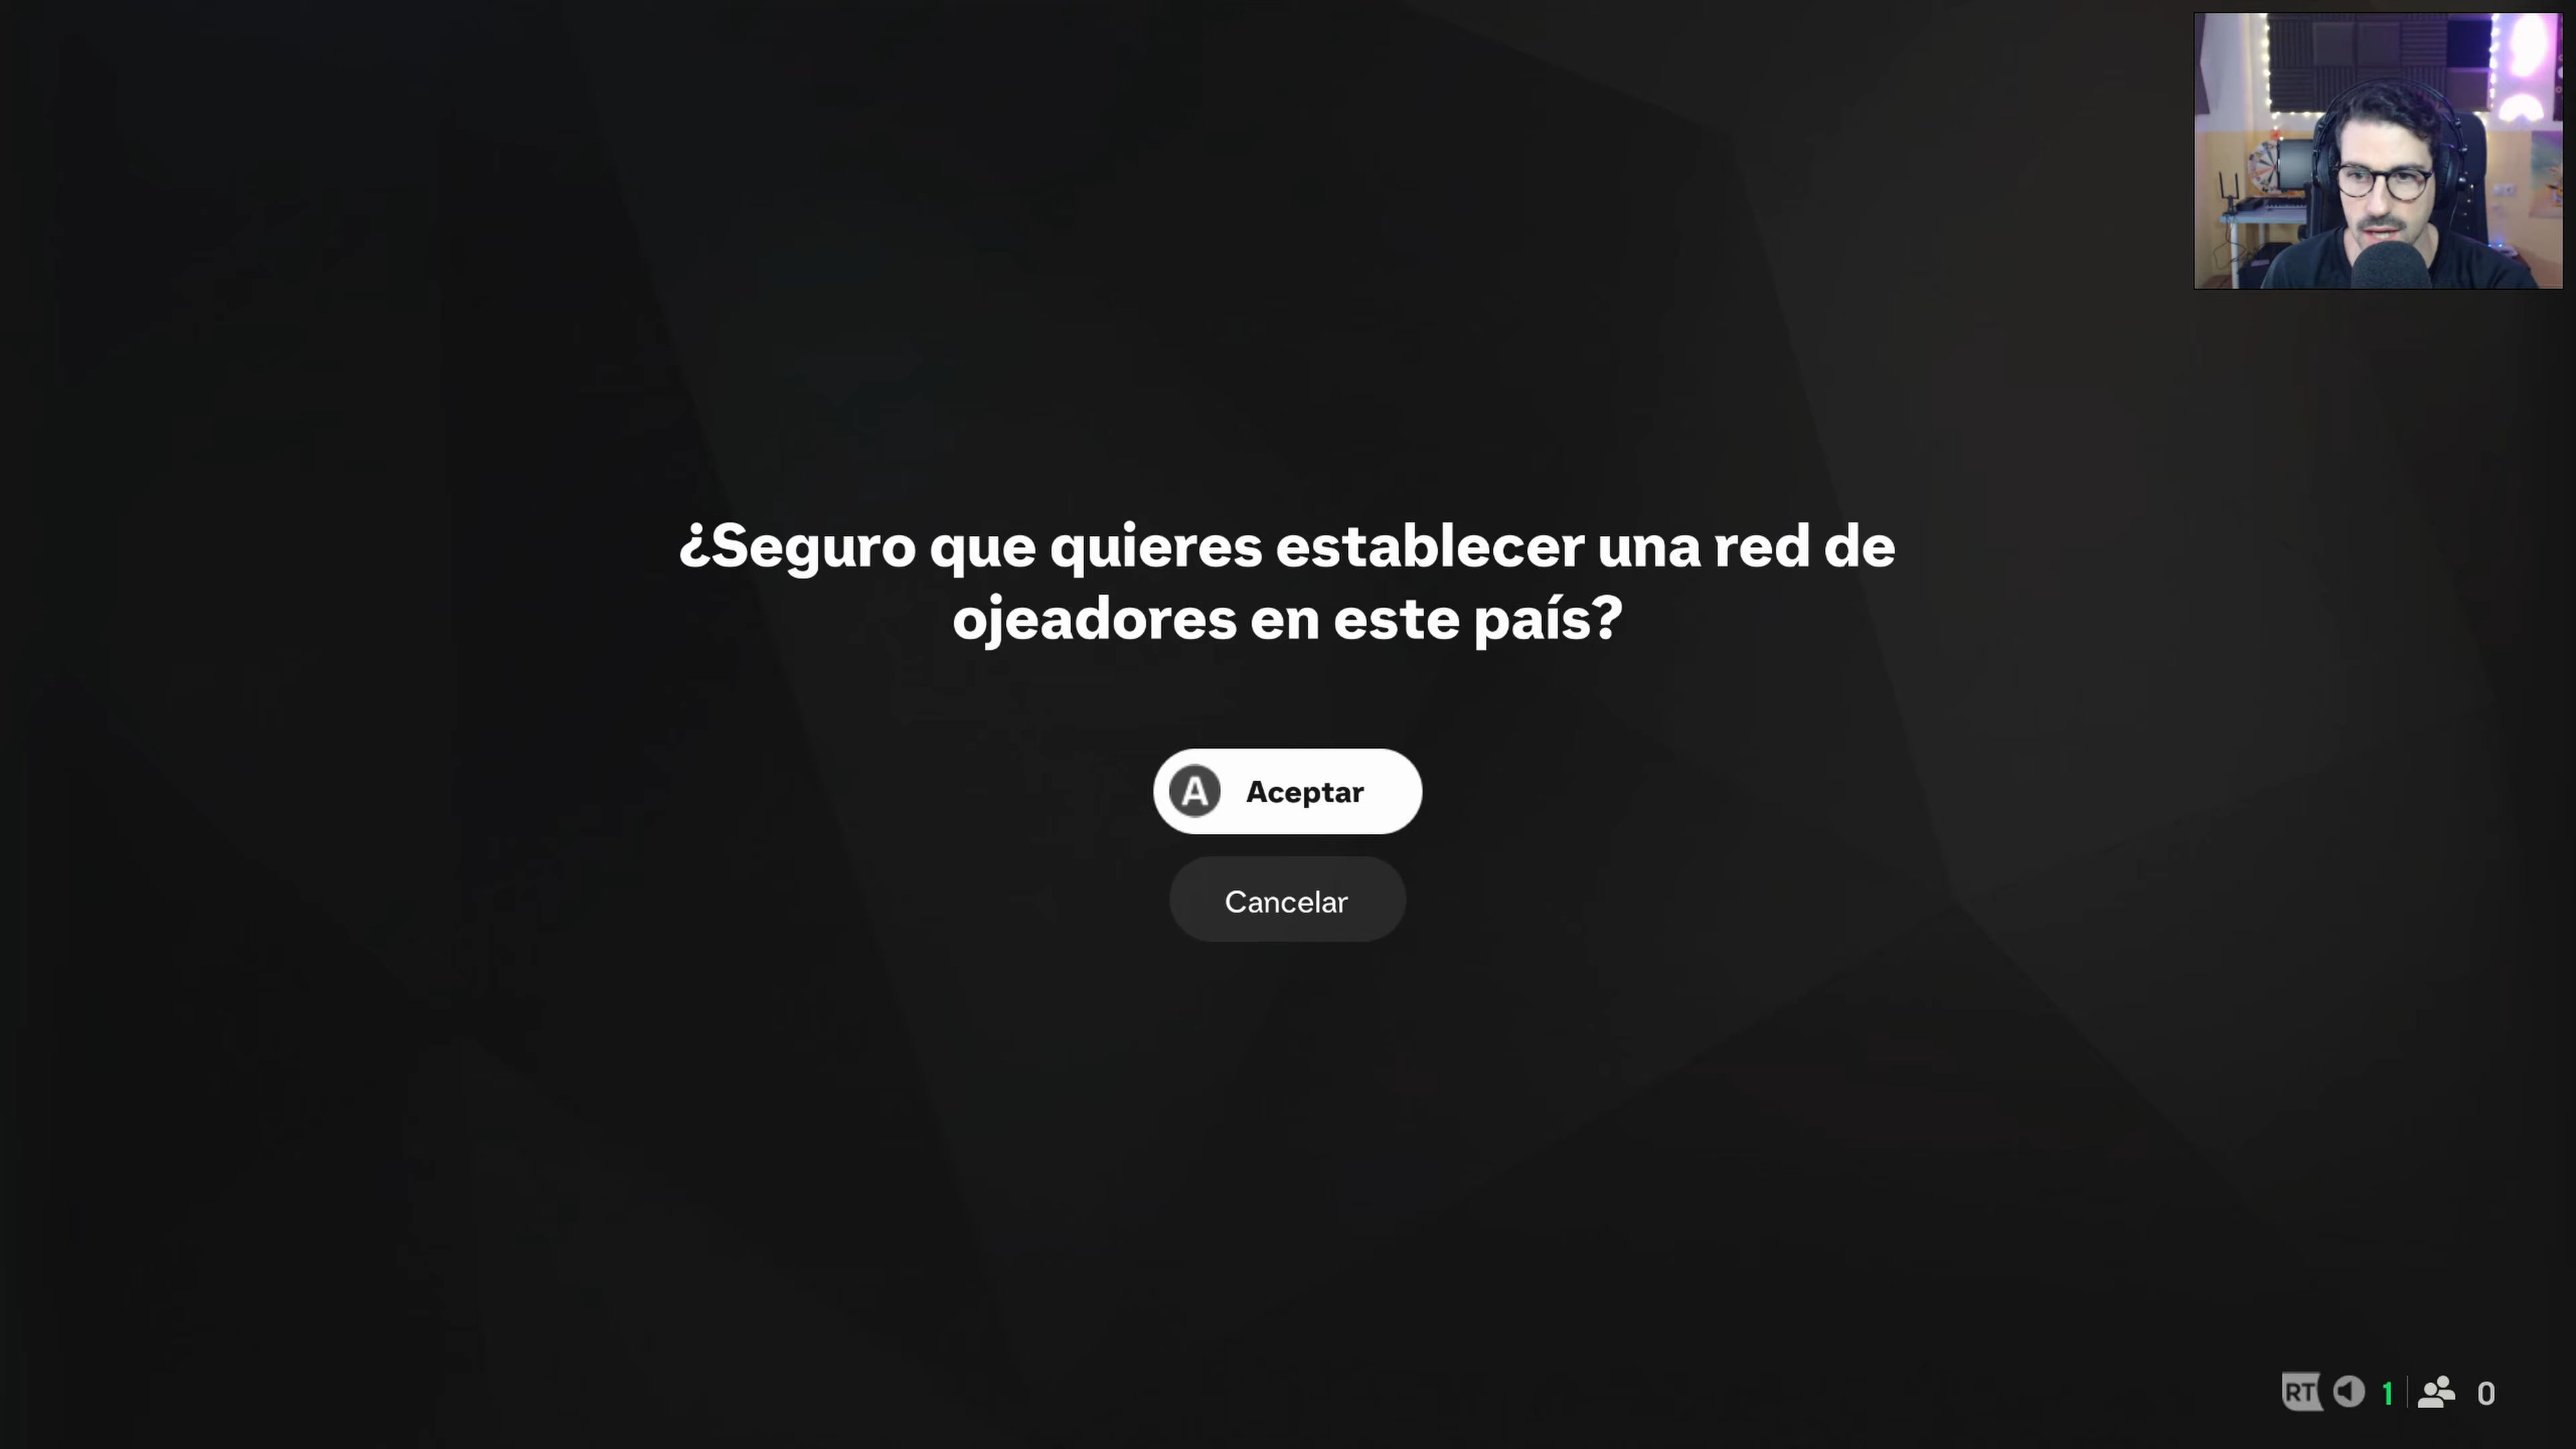 ¿Seguro que quieres establecer una red de
ojeadores en este país?
A Aceptar
Cancelar
RT 1 0